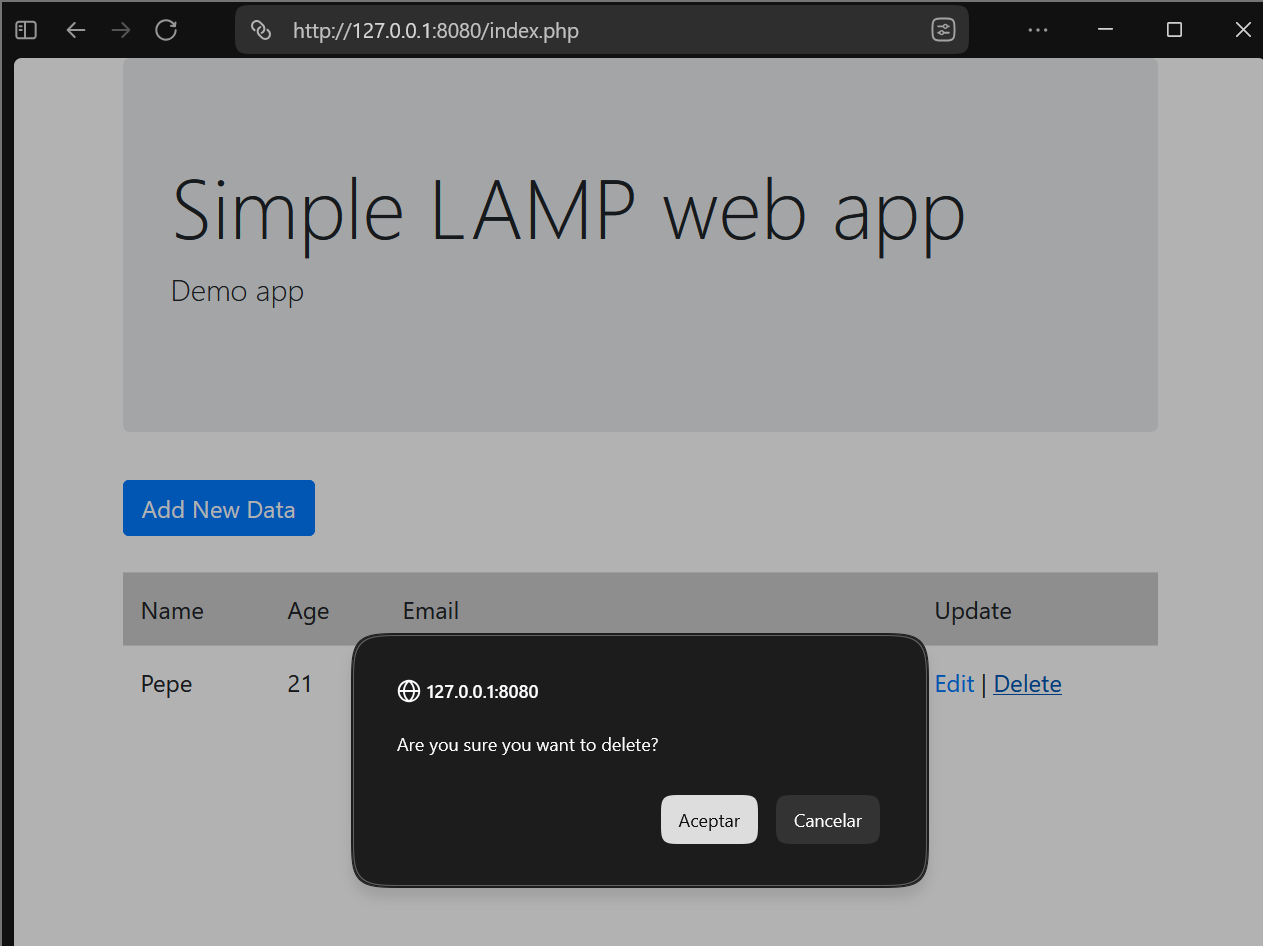 http://127.0.0.1:8080/index.php
Simple LAMP web app
Demo app
Add New Data
Name Age Email Update
Pepe 21 Edit | Delete
127.0.0.1:8080
Are you sure you want to delete?
Aceptar Cancelar